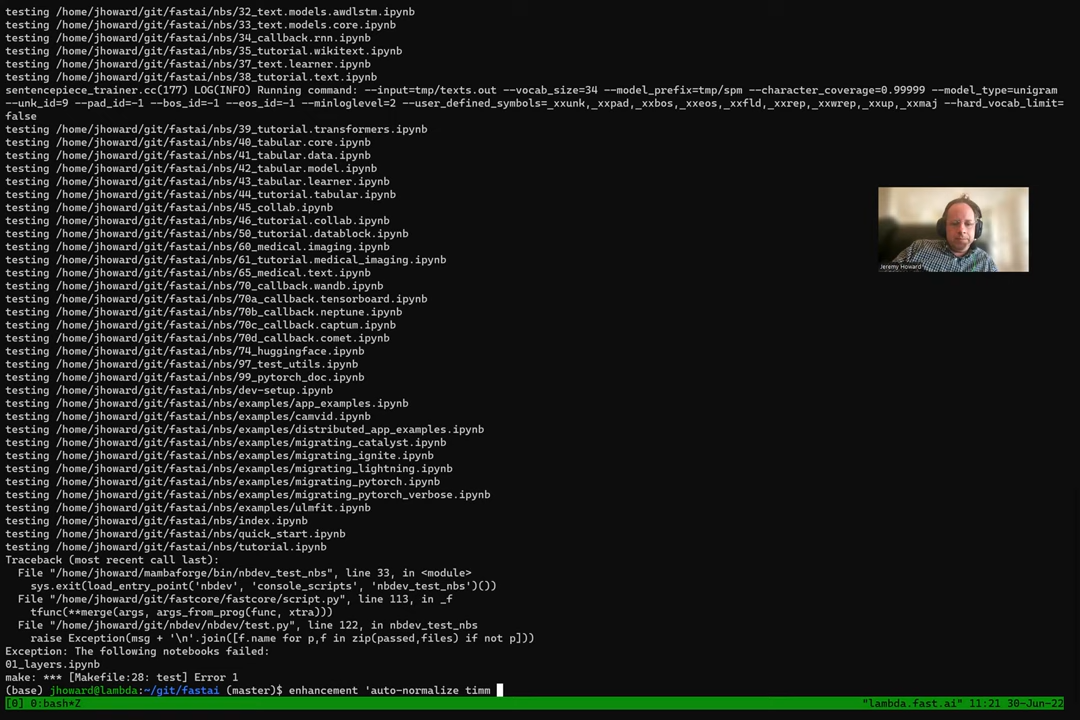 testing /home/jhoward/git/fastai/nbs/32_text.models.awdlstm.ipynb
testing /home/jhoward/git/fastai/nbs/33_text.models.core.ipynb
testing /home/jhoward/git/fastai/nbs/34_callback.rnn.ipynb
testing /home/jhoward/git/fastai/nbs/35_tutorial.wikitext.ipynb
testing /home/jhoward/git/fastai/nbs/37_text.learner.ipynb
testing /home/jhoward/git/fastai/nbs/38_tutorial.text.ipynb
sentencepiece_trainer.cc(177) LOG(INFO) Running command: --input=tmp/texts.out --vocab_size=34 --model_prefix=tmp/spm --character_coverage=0.99999 --model_type=unigram
--unk_id=9 --pad_id=-1 --bos_id=-1 --eos_id=-1 --minloglevel=2 --user_defined_symbols=_xxunk,_xxpad,_xxbos,_xxeos,_xxfld,_xxrep,_xxwrep,_xxup,_xxmaj --hard_vocab_limit=
false
testing /home/jhoward/git/fastai/nbs/39_tutorial.transformers.ipynb
testing /home/jhoward/git/fastai/nbs/40_tabular.core.ipynb
testing /home/jhoward/git/fastai/nbs/41_tabular.data.ipynb
testing /home/jhoward/git/fastai/nbs/42_tabular.model.ipynb
testing /home/jhoward/git/fastai/nbs/43_tabular.learner.ipynb
testing /home/jhoward/git/fastai/nbs/44_tutorial.tabular.ipynb
testing /home/jhoward/git/fastai/nbs/45_collab.ipynb
testing /home/jhoward/git/fastai/nbs/46_tutorial.collab.ipynb
testing /home/jhoward/git/fastai/nbs/50_tutorial.datablock.ipynb
testing /home/jhoward/git/fastai/nbs/60_medical.imaging.ipynb
testing /home/jhoward/git/fastai/nbs/61_tutorial.medical_imaging.ipynb
testing /home/jhoward/git/fastai/nbs/65_medical.text.ipynb
testing /home/jhoward/git/fastai/nbs/70_callback.wandb.ipynb
testing /home/jhoward/git/fastai/nbs/70a_callback.tensorboard.ipynb
testing /home/jhoward/git/fastai/nbs/70b_callback.neptune.ipynb
testing /home/jhoward/git/fastai/nbs/70c_callback.captum.ipynb
testing /home/jhoward/git/fastai/nbs/70d_callback.comet.ipynb
testing /home/jhoward/git/fastai/nbs/74_huggingface.ipynb
testing /home/jhoward/git/fastai/nbs/97_test_utils.ipynb
testing /home/jhoward/git/fastai/nbs/99_pytorch_doc.ipynb
testing /home/jhoward/git/fastai/nbs/dev-setup.ipynb
testing /home/jhoward/git/fastai/nbs/examples/app_examples.ipynb
testing /home/jhoward/git/fastai/nbs/examples/camvid.ipynb
testing /home/jhoward/git/fastai/nbs/examples/distributed_app_examples.ipynb
testing /home/jhoward/git/fastai/nbs/examples/migrating_catalyst.ipynb
testing /home/jhoward/git/fastai/nbs/examples/migrating_ignite.ipynb
testing /home/jhoward/git/fastai/nbs/examples/migrating_lightning.ipynb
testing /home/jhoward/git/fastai/nbs/examples/migrating_pytorch.ipynb
testing /home/jhoward/git/fastai/nbs/examples/migrating_pytorch_verbose.ipynb
testing /home/jhoward/git/fastai/nbs/examples/ulmfit.ipynb
testing /home/jhoward/git/fastai/nbs/index.ipynb
testing /home/jhoward/git/fastai/nbs/quick_start.ipynb
testing /home/jhoward/git/fastai/nbs/tutorial.ipynb
Traceback (most recent call last):
  File "/home/jhoward/mambaforge/bin/nbdev_test_nbs", line 33, in <module>
    sys.exit(load_entry_point('nbdev', 'console_scripts', 'nbdev_test_nbs')())
  File "/home/jhoward/git/fastcore/fastcore/script.py", line 113, in _f
    tfunc(**merge(args, args_from_prog(func, xtra)))
  File "/home/jhoward/git/nbdev/nbdev/test.py", line 122, in nbdev_test_nbs
    raise Exception(msg + '\n'.join([f.name for p,f in zip(passed,files) if not p]))
Exception: The following notebooks failed:
01_layers.ipynb
make: *** [Makefile:28: test] Error 1
(base) jhoward@lambda:~/git/fastai (master)$ enhancement 'auto-normalize timm
[0] 0:bash*Z "lambda.fast.ai" 11:21 30-Jun-22
Jeremy Howard